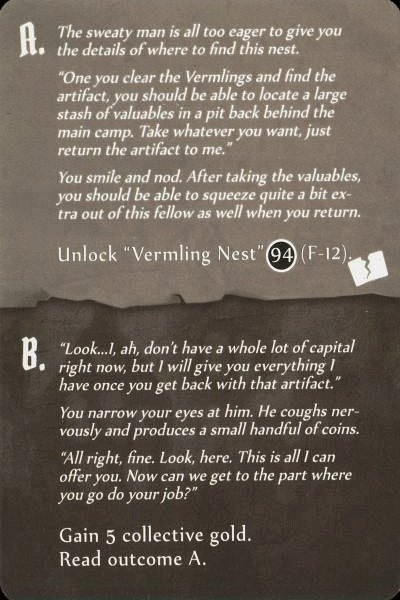 A.
The sweaty man is all too eager to give you
the details of where to find this nest.
“One you clear the Vermlings and find the
artifact, you should be able to locate a large
stash of valuables in a pit back behind the
main camp. Take whatever you want, just
return the artifact to me.”
You smile and nod. After taking the valuables,
you should be able to squeeze quite a bit ex-
tra out of this fellow as well when you return.
Unlock “Vermling Nest” 94 (F-12).
B.
“Look...I, ah, don’t have a whole lot of capital
right now, but I will give you everything I
have once you get back with that artifact.”
You narrow your eyes at him. He coughs ner-
vously and produces a small handful of coins.
“All right, fine. Look, here. This is all I can
offer you. Now can we get to the part where
you go do your job?”
Gain 5 collective gold.
Read outcome A.